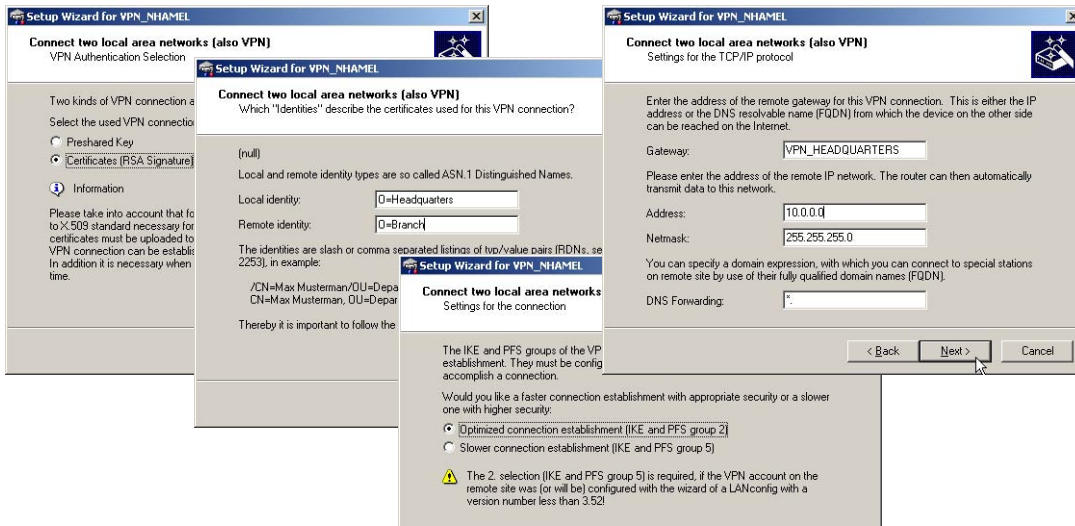 Setup Wizard for VPN_NHAMEL
Connect two local area networks (also VPN)
VPN Authentication Selection
Two kinds of VPN connection a
Select the used VPN connectio
Preshared Key
Certificates (RSA Signature)
Information
Please take into account that fo
to X.509 standard necessary for
certificates must be uploaded to
VPN connection can be establis
In addition it is necessary when
time.
Setup Wizard for VPN_NHAMEL
Connect two local area networks (also VPN)
Which "Identities" describe the certificates used for this VPN connection?
(null)
Local and remote identity types are so called ASN.1 Distinguished Names.
Local identity: O=Headquarters
Remote identity: O=Branch
The identities are slash or comma separated listings of typ/value pairs (RDNs, se
2253), in example:
/CN=Max Musterman/OU=Depa
CN=Max Musterman, OU=Depar
Thereby it is important to follow the
Setup Wizard for VPN_NHAMEL
Connect two local area networks
Settings for the connection
The IKE and PFS groups of the VP
establishment. They must be config
accomplish a connection.
Would you like a faster connection establishment with appropriate security or a slower
one with higher security:
Optimized connection establishment (IKE and PFS group 2)
Slower connection establishment (IKE and PFS group 5)
The 2. selection (IKE and PFS group 5) is required, if the VPN account on the
remote site was (or will be) configured with the wizard of a LANconfig with a
version number less than 3.52!
Setup Wizard for VPN_NHAMEL
Connect two local area networks (also VPN)
Settings for the TCP/IP protocol
Enter the address of the remote gateway for this VPN connection. This is either the IP
address or the DNS resolvable name (FQDN) from which the device on the other side
can be reached on the Internet.
Gateway: VPN_HEADQUARTERS
Please enter the address of the remote IP network. The router can then automatically
transmit data to this network.
Address: 10.0.0.0
Netmask: 255.255.255.0
You can specify a domain expression, with which you can connect to special stations
on remote site by use of their fully qualified domain names (FQDN).
DNS Forwarding: *.
< Back Next > Cancel